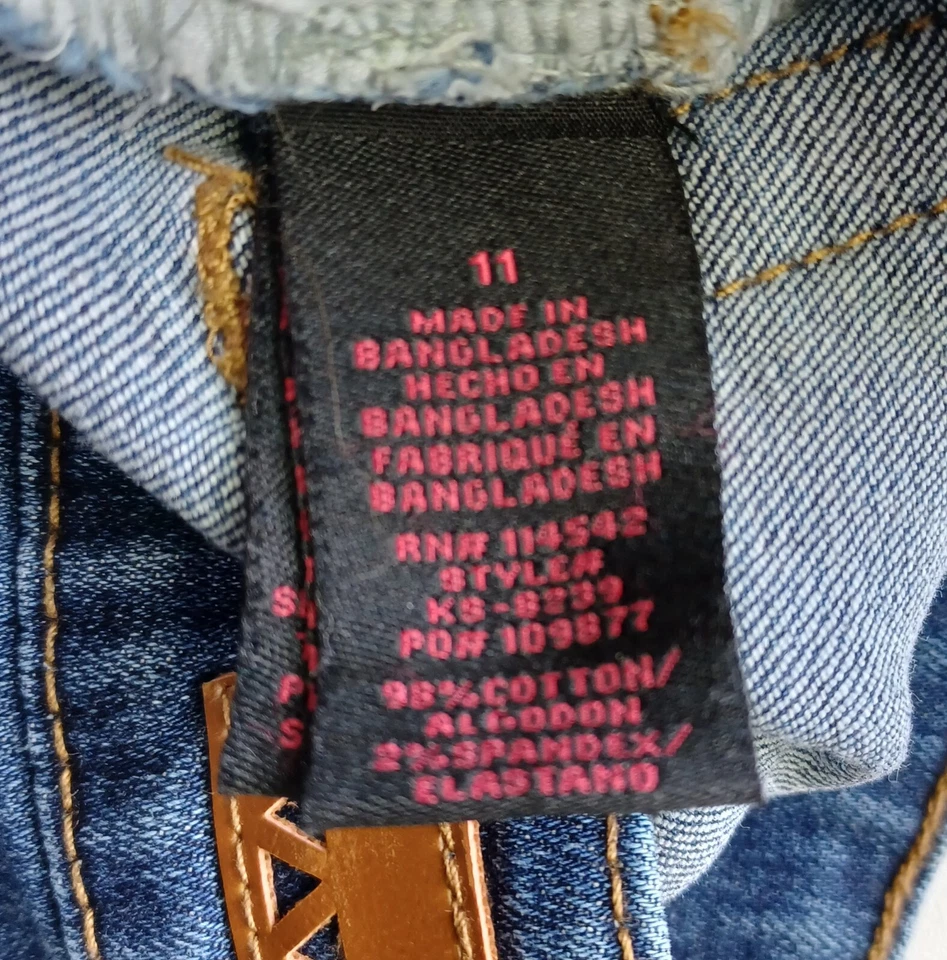 11
MADE IN
BANGLADESH
HECHO EN
BANGLADESH
FABRIQUÉ EN
BANGLADESH
RN# 114542
STYLE#
KS-8239
PO# 109877
98%COTTON/
ALGODON
2%SPANDEX/
ELASTANO